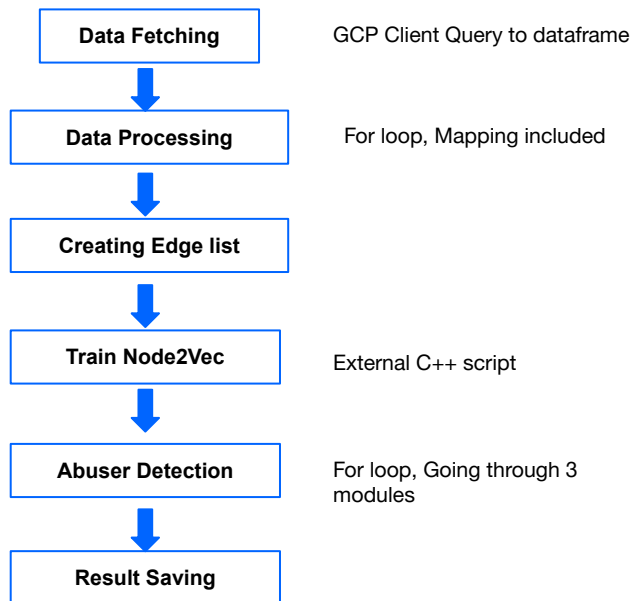 Data Fetching
GCP Client Query to dataframe
Data Processing
For loop, Mapping included
Creating Edge list
Train Node2Vec
External C++ script
Abuser Detection
For loop, Going through 3
modules
Result Saving